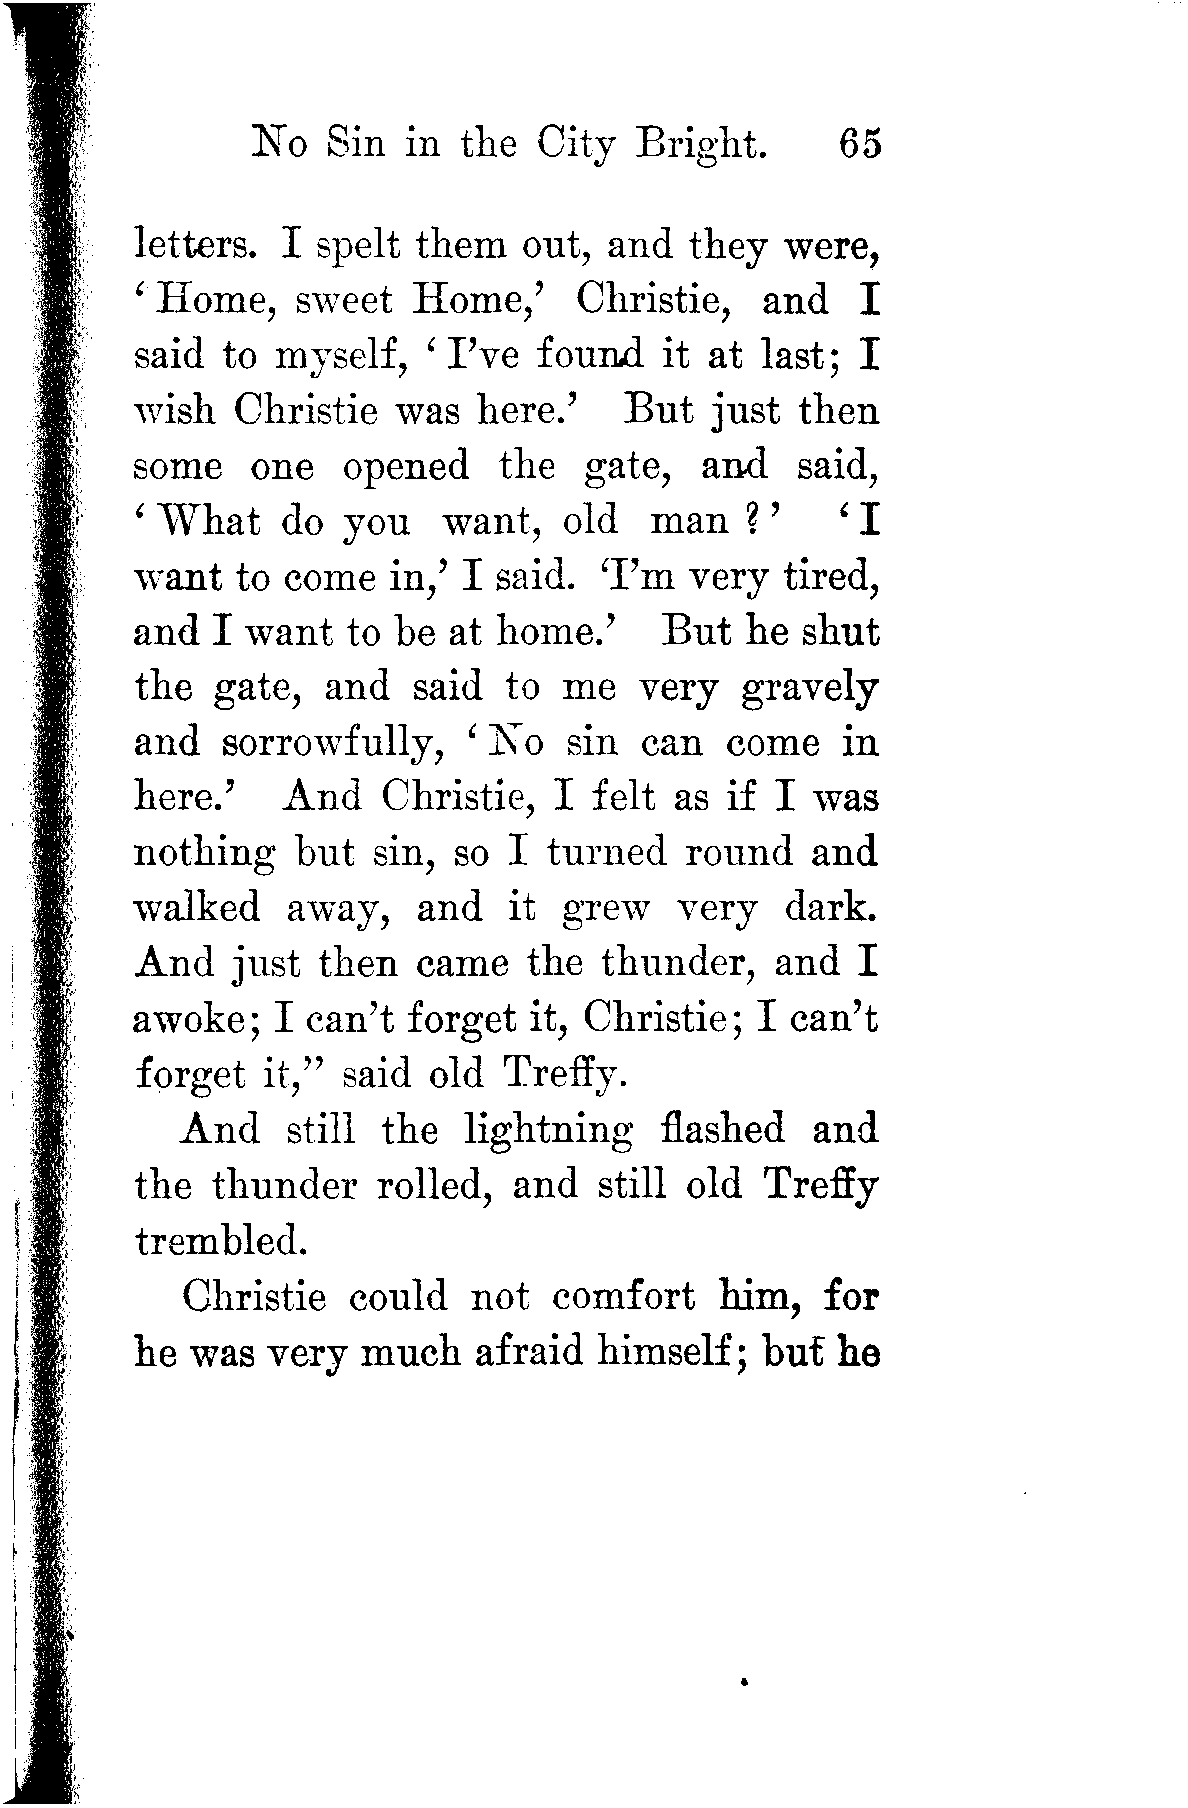 No Sin in the City Bright. 65
letters. I spelt them out, and they were,
‘Home, sweet Home,’ Christie, and I
said to myself, ‘I’ve found it at last; I
wish Christie was here.’ But just then
some one opened the gate, and said,
‘What do you want, old man?’ ‘I
want to come in,’ I said. ‘I’m very tired,
and I want to be at home.’ But he shut
the gate, and said to me very gravely
and sorrowfully, ‘No sin can come in
here.’ And Christie, I felt as if I was
nothing but sin, so I turned round and
walked away, and it grew very dark.
And just then came the thunder, and I
awoke; I can’t forget it, Christie; I can’t
forget it,” said old Treffy.
And still the lightning flashed and
the thunder rolled, and still old Treffy
trembled.
Christie could not comfort him, for
he was very much afraid himself; but he